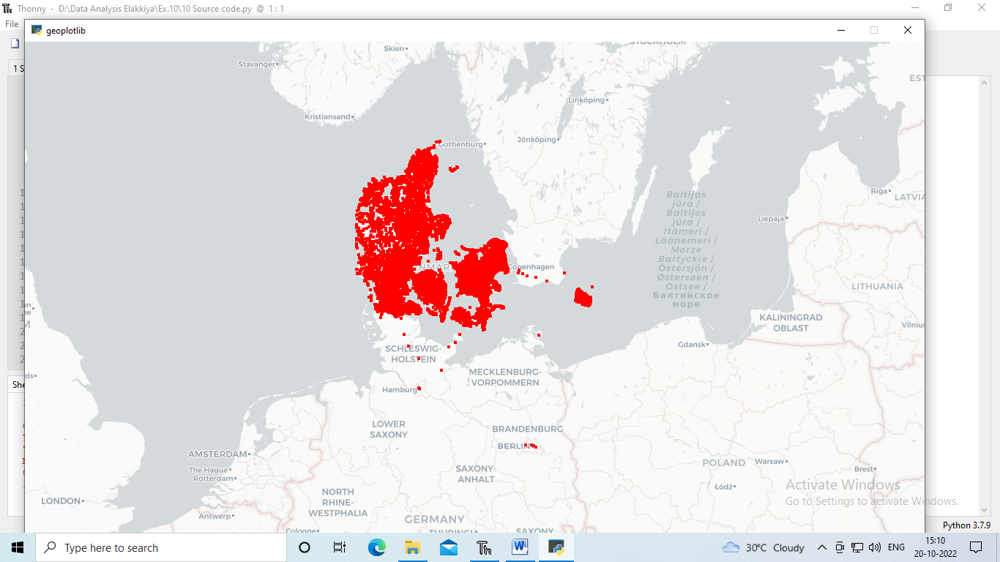 Thonny - D:\Data Analysis Elakkiya\Ex.10\10 Source code.py @ 1 : 1
File
geoplotlib
1 S
STOCKHOLM
Skien
Stavanger
EST
Linköping
Kristiansand
Jönköping
Gothenburg
Riga
LATVIA
Baltijas
jūra /
Baltijos
jūra /
Itämeri /
Läänemeri /
Morze
Bałtyckie /
Östersjön /
Østersøen /
Ostsee /
Балтийское
море
Liepaja
ENMAR
Copenhagen
LITHUANIA
KALININGRAD
OBLAST
Vilnius
Gdansk
SCHLESWIG-
HOLSTEIN
MECKLENBURG-
VORPOMMERN
Hamburg
She
LOWER
SAXONY
BRANDENBURG
BERLIN
AMSTERDAM
The Hague
Rotterdam
SAXONY-
ANHALT
POLAND
Warsaw
Brest
Łódź
NORTH
RHINE-
WESTPHALIA
LONDON
Antwerp
GERMANY
Cologne
THURINGIA
SAXONY
Activate Windows
Go to Settings to activate Windows.
Python 3.7.9
Type here to search
30°C Cloudy
ENG
15:10
20-10-2022